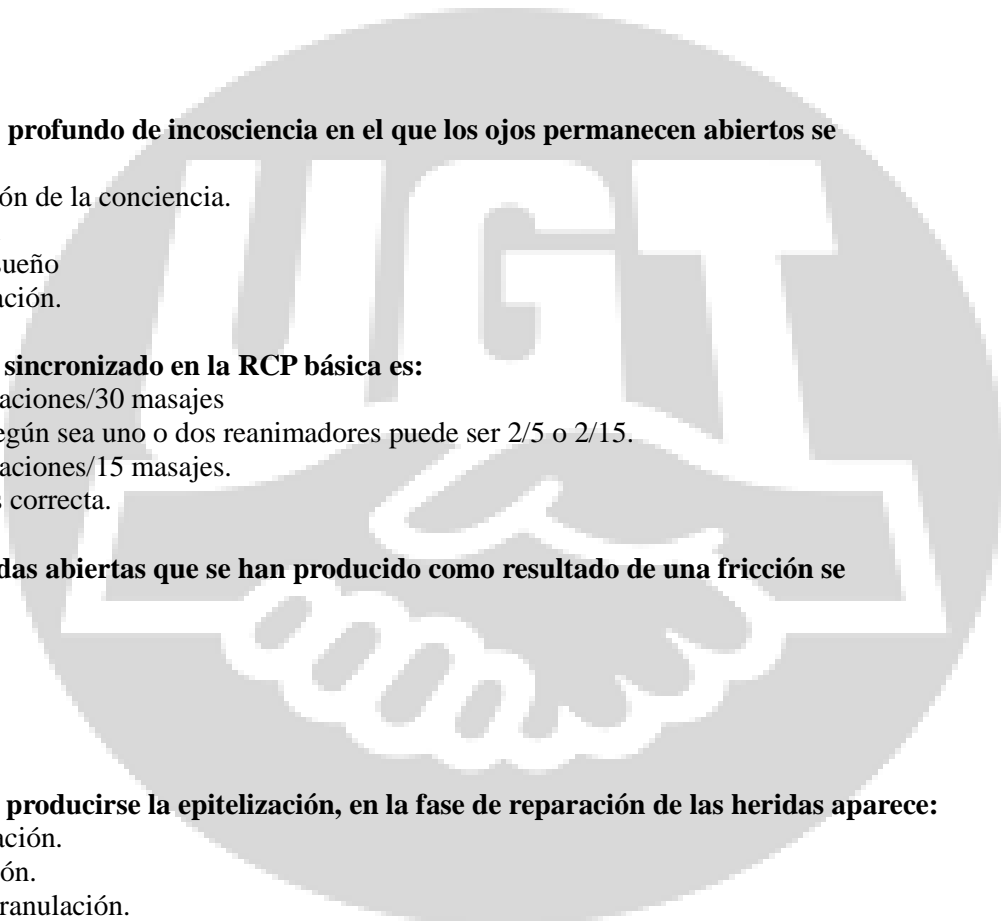 profundo de incosciencia en el que los ojos permanecen abiertos se
ón de la conciencia.
sueño
ación.
sincronizado en la RCP básica es:
aciones/30 masajes
egún sea uno o dos reanimadores puede ser 2/5 o 2/15.
aciones/15 masajes.
s correcta.
das abiertas que se han producido como resultado de una fricción se
producirse la epitelización, en la fase de reparación de las heridas aparece:
ación.
ón.
ranulación.
UGT